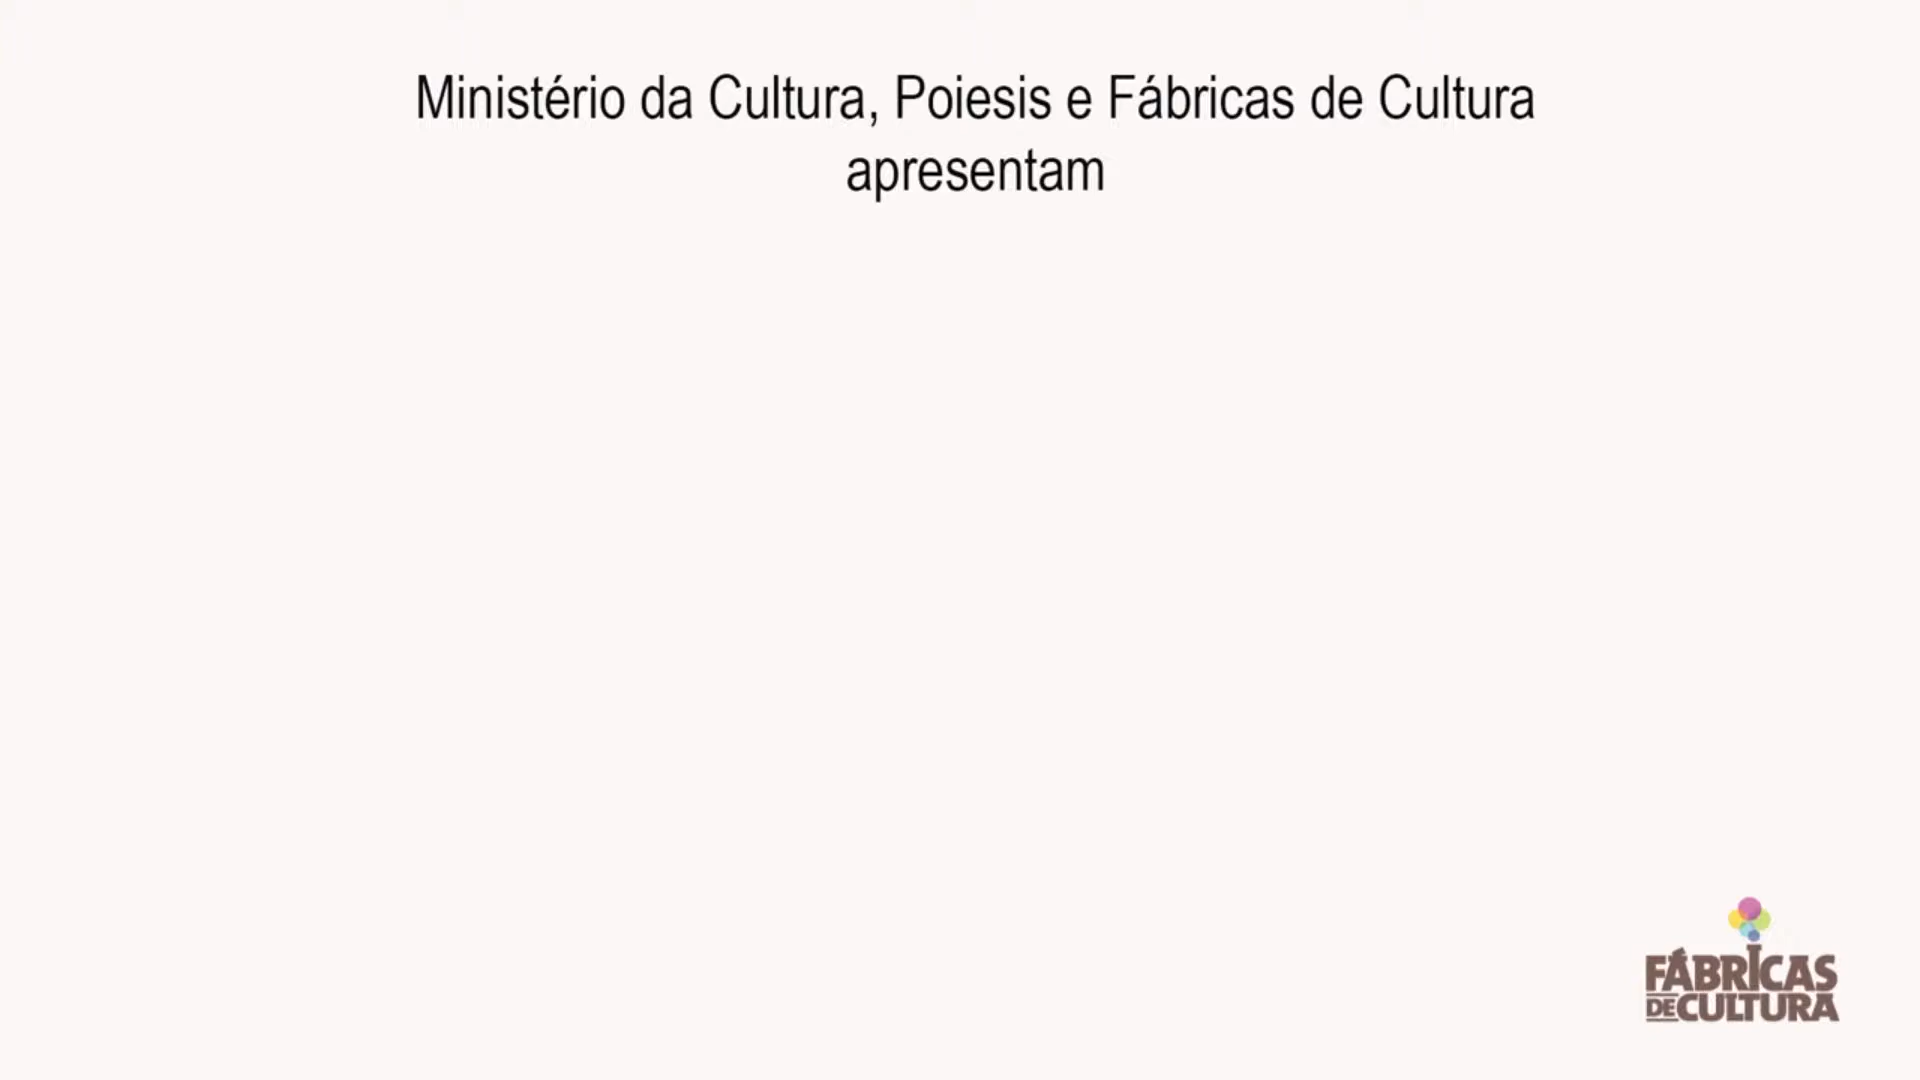 Ministério da Cultura, Poiesis e Fábricas de Cultura
apresentam
FÁBRICAS
DE CULTURA